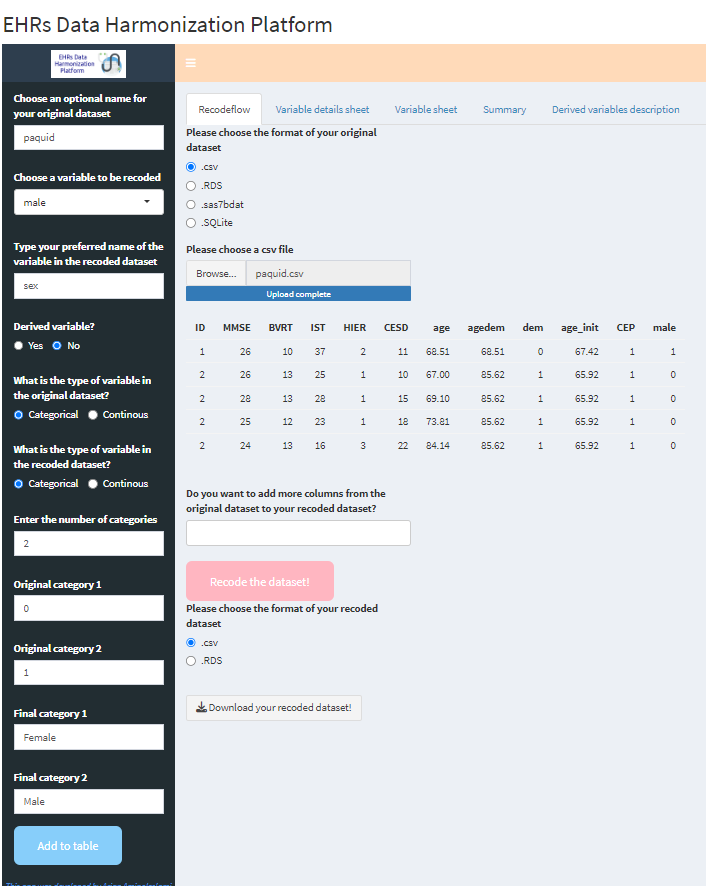 EHRs Data Harmonization Platform
EHRs Data
Harmonization
Platform
Choose an optional name for
your original dataset
paquid
Choose a variable to be recoded
male
Type your preferred name of the
variable in the recoded dataset
sex
Derived variable?
Yes No
What is the type of variable in
the original dataset?
Categorical Continous
What is the type of variable in
the recoded dataset?
Categorical Continous
Enter the number of categories
2
Original category 1
0
Original category 2
1
Final category 1
Female
Final category 2
Male
Add to table
Recodeflow Variable details sheet Variable sheet Summary Derived variables description
Please choose the format of your original
dataset
.csv
.RDS
.sas7bdat
.SQLite
Please choose a csv file
Browse... paquid.csv
Upload complete
ID MMSE BVRT IST HIER CESD age agedem dem age_init CEP male
1 26 10 37 2 11 68.51 68.51 0 67.42 1 1
2 26 13 25 1 10 67.00 85.62 1 65.92 1 0
2 28 13 28 1 15 69.10 85.62 1 65.92 1 0
2 25 12 23 1 18 73.81 85.62 1 65.92 1 0
2 24 13 16 3 22 84.14 85.62 1 65.92 1 0
Do you want to add more columns from the
original dataset to your recoded dataset?
Recode the dataset!
Please choose the format of your recoded
dataset
.csv
.RDS
Download your recoded dataset!